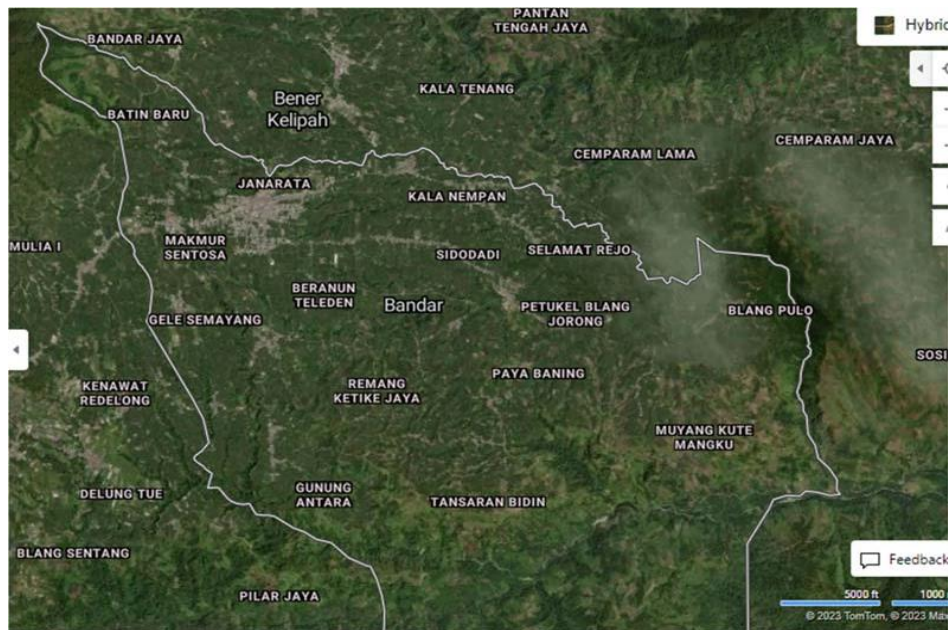 PANTAN
TENGAH JAYA
Hybrid
BANDAR JAYA
KALA TENANG
Bener
Kelipah
BATIN BARU
CEMPARAM JAYA
CEMPARAM LAMA
JANARATA
KALA NEMPAN
MAKMUR
SENTOSA
MULIA I
SIDODADI
SELAMAT REJO
BERANUN
TELEDEN
Bandar
PETUKEL BLANG
JORONG
BLANG PULO
GELE SEMAYANG
SOSI
PAYA BANING
KENAWAT
REDELONG
REMANG
KETIKE JAYA
MUYANG KUTE
MANGKU
DELUNG TUE
GUNUNG
ANTARA
TANSARAN BIDIN
BLANG SENTANG
Feedback
PILAR JAYA
5000 ft
1000
© 2023 TomTom, © 2023 Max